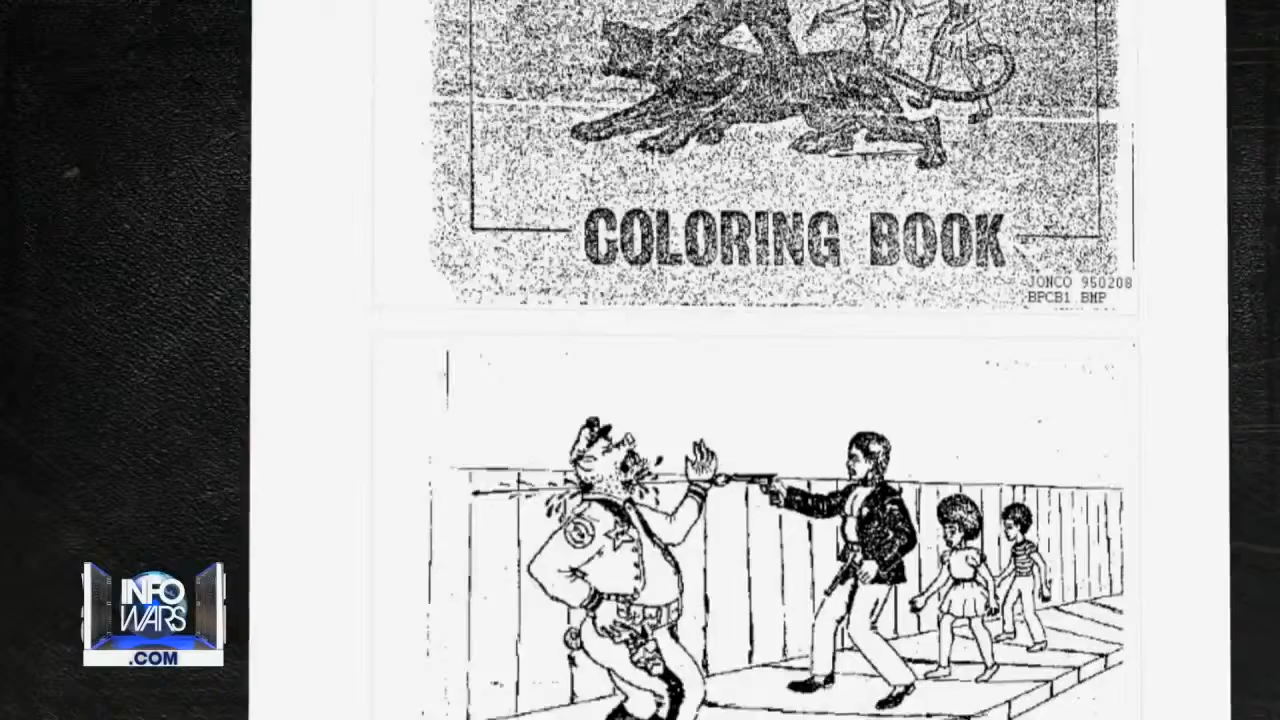 COLORING BOOK
JONCO 950208
BPCB1 BMP
INFO
WARS
.COM